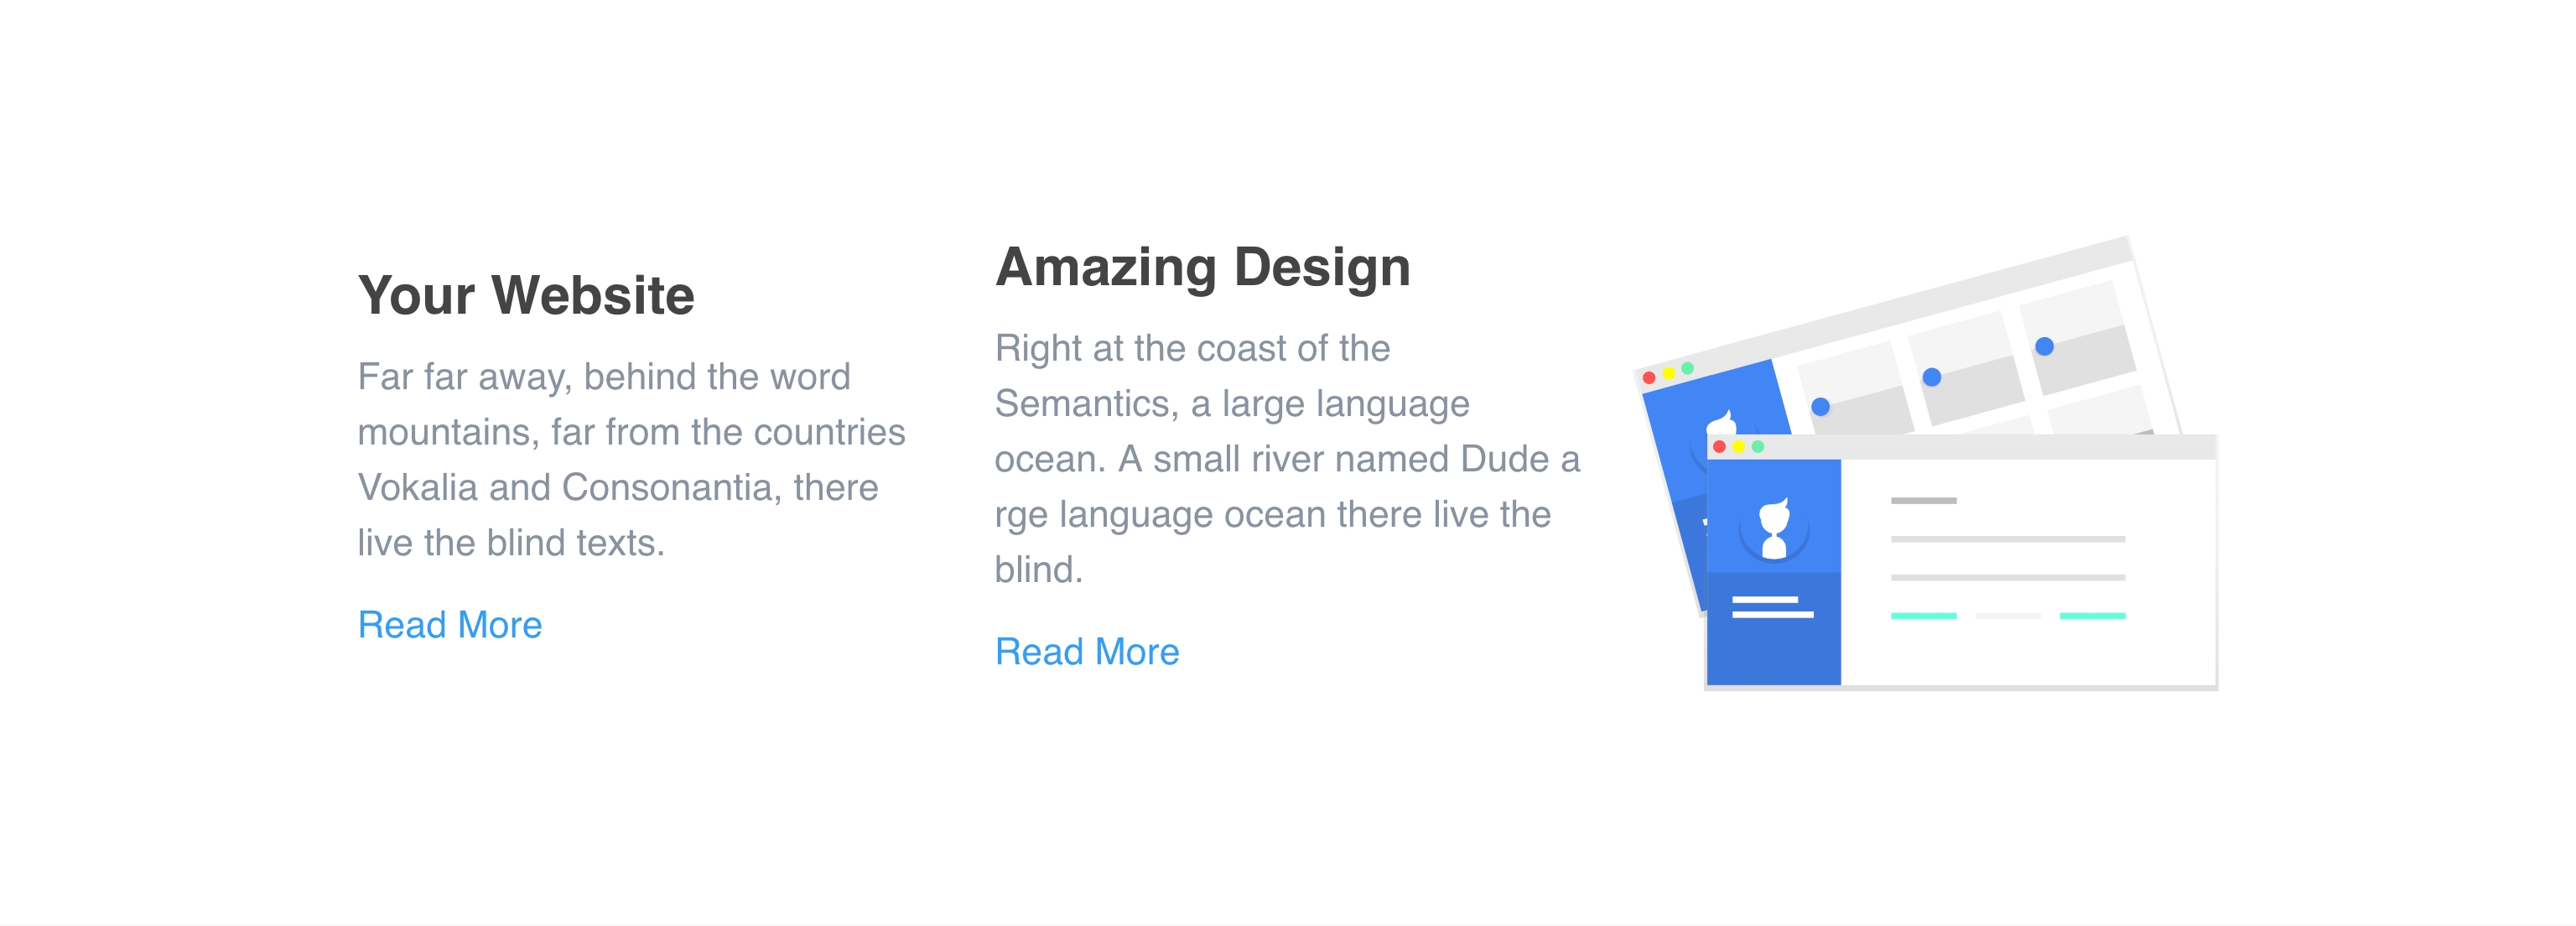 Your Website
Far far away, behind the word
mountains, far from the countries
Vokalia and Consonantia, there
live the blind texts.
Read More
Amazing Design
Right at the coast of the
Semantics, a large language
ocean. A small river named Dude a
rge language ocean there live the
blind.
Read More